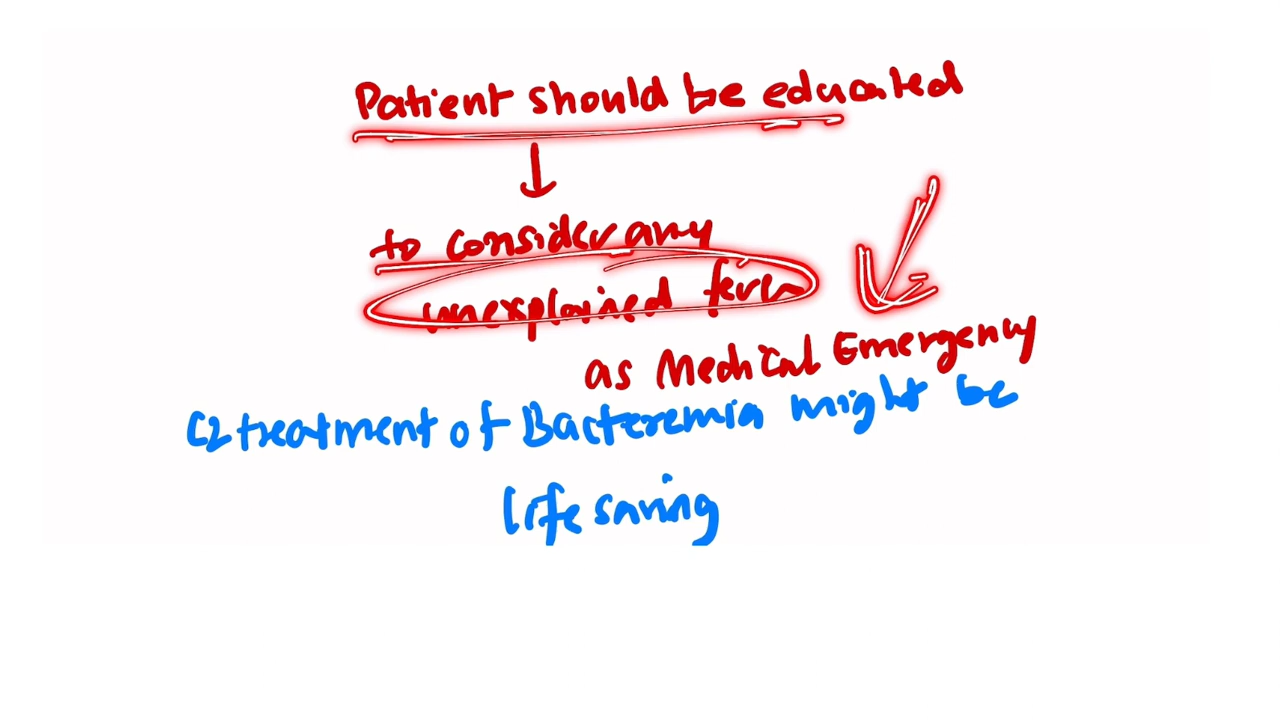 Patient should be educated
to consider any
unexplained fever
as Medical Emergency
treatment of Bacteremia might be
life saving